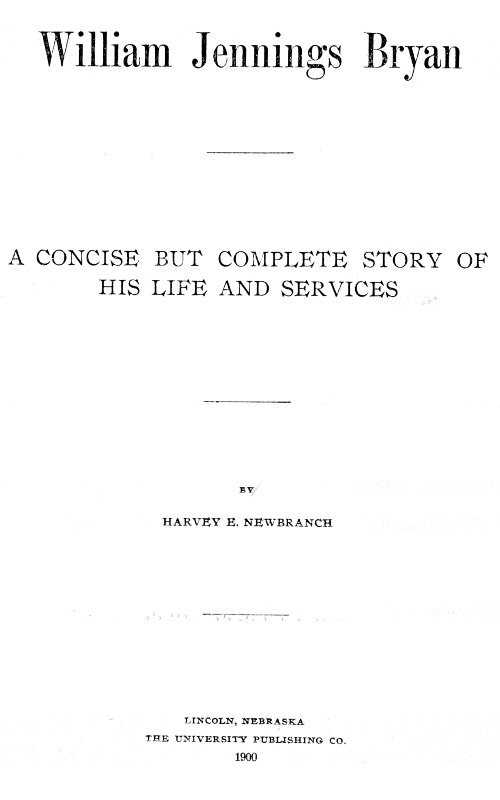 William Jennings Bryan
A CONCISE BUT COMPLETE STORY OF
HIS LIFE AND SERVICES
BY
HARVEY E. NEWBRANCH
LINCOLN, NEBRASKA
THE UNIVERSITY PUBLISHING CO.
1900